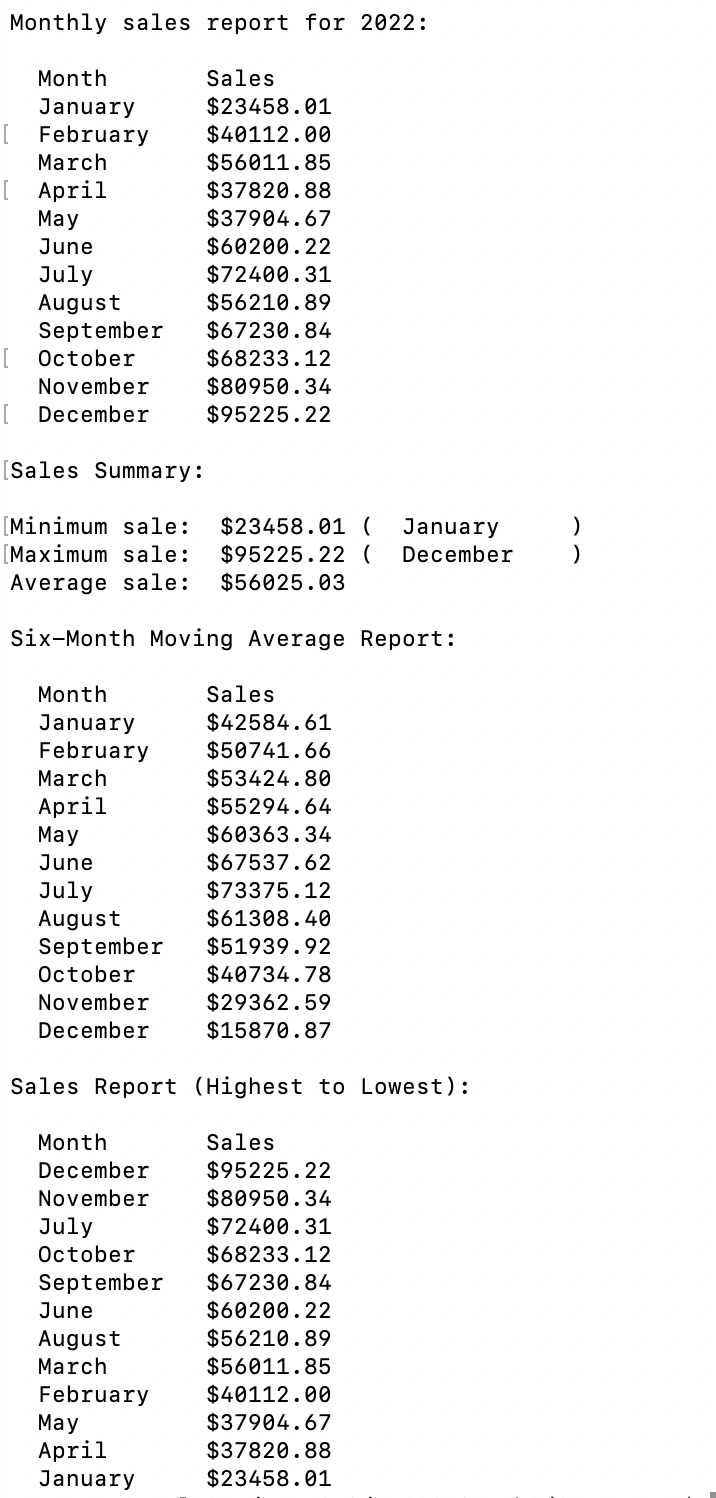 Monthly sales report for 2022:
Month Sales
January $23458.01
[ February $40112.00
March $56011.85
[ April $37820.88
May $37904.67
June $60200.22
July $72400.31
August $56210.89
September $67230.84
[ October $68233.12
November $80950.34
[ December $95225.22
[Sales Summary:
[Minimum sale: $23458.01 ( January )
[Maximum sale: $95225.22 ( December )
Average sale: $56025.03
Six-Month Moving Average Report:
Month Sales
January $42584.61
February $50741.66
March $53424.80
April $55294.64
May $60363.34
June $67537.62
July $73375.12
August $61308.40
September $51939.92
October $40734.78
November $29362.59
December $15870.87
Sales Report (Highest to Lowest):
Month Sales
December $95225.22
November $80950.34
July $72400.31
October $68233.12
September $67230.84
June $60200.22
August $56210.89
March $56011.85
February $40112.00
May $37904.67
April $37820.88
January $23458.01